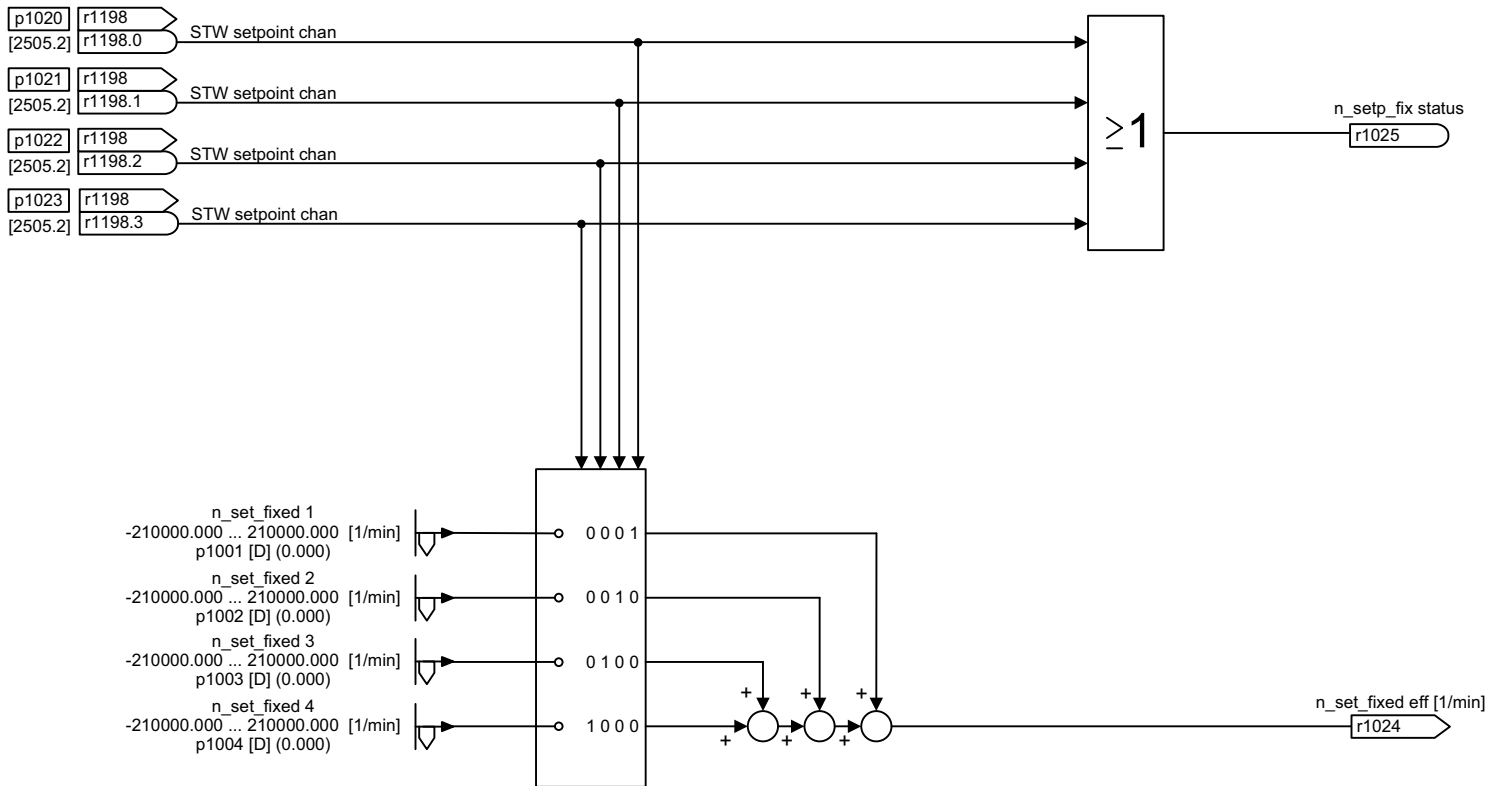 p1020 r1198
[2505.2] r1198.0 STW setpoint chan
p1021 r1198
[2505.2] r1198.1 STW setpoint chan
p1022 r1198
[2505.2] r1198.2 STW setpoint chan
p1023 r1198
[2505.2] r1198.3 STW setpoint chan
≥1
n_setp_fix status
r1025
n_set_fixed 1
-210000.000 ... 210000.000 [1/min]
p1001 [D] (0.000)
0 0 0 1
n_set_fixed 2
-210000.000 ... 210000.000 [1/min]
p1002 [D] (0.000)
0 0 1 0
n_set_fixed 3
-210000.000 ... 210000.000 [1/min]
p1003 [D] (0.000)
0 1 0 0
n_set_fixed 4
-210000.000 ... 210000.000 [1/min]
p1004 [D] (0.000)
1 0 0 0
+ + +
+ + +
n_set_fixed eff [1/min]
r1024